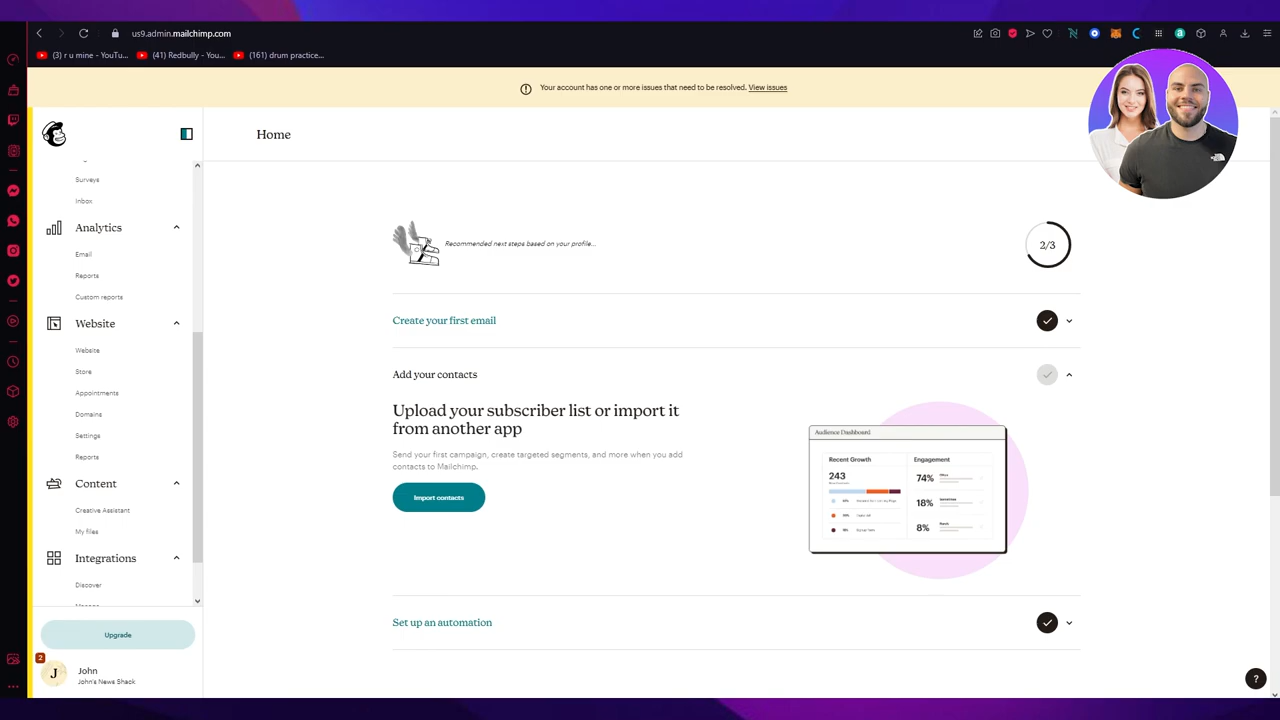 us9.admin.mailchimp.com
(3) r u mine - YouTu...
(41) Redbully - You...
(161) drum practice...
Your account has one or more issues that need to be resolved. View issues
Home
Surveys
Inbox
Analytics
Email
Reports
Custom reports
Website
Website
Store
Appointments
Domains
Settings
Reports
Content
Creative Assistant
My files
Integrations
Discover
Upgrade
2
J
John
John's News Shack
Recommended next steps based on your profile...
2/3
Create your first email
Add your contacts
Upload your subscriber list or import it
from another app
Send your first campaign, create targeted segments, and more when you add
contacts to Mailchimp.
Import contacts
Audience Dashboard
Recent Growth
243
Engagement
74%
18%
8%
Set up an automation
?